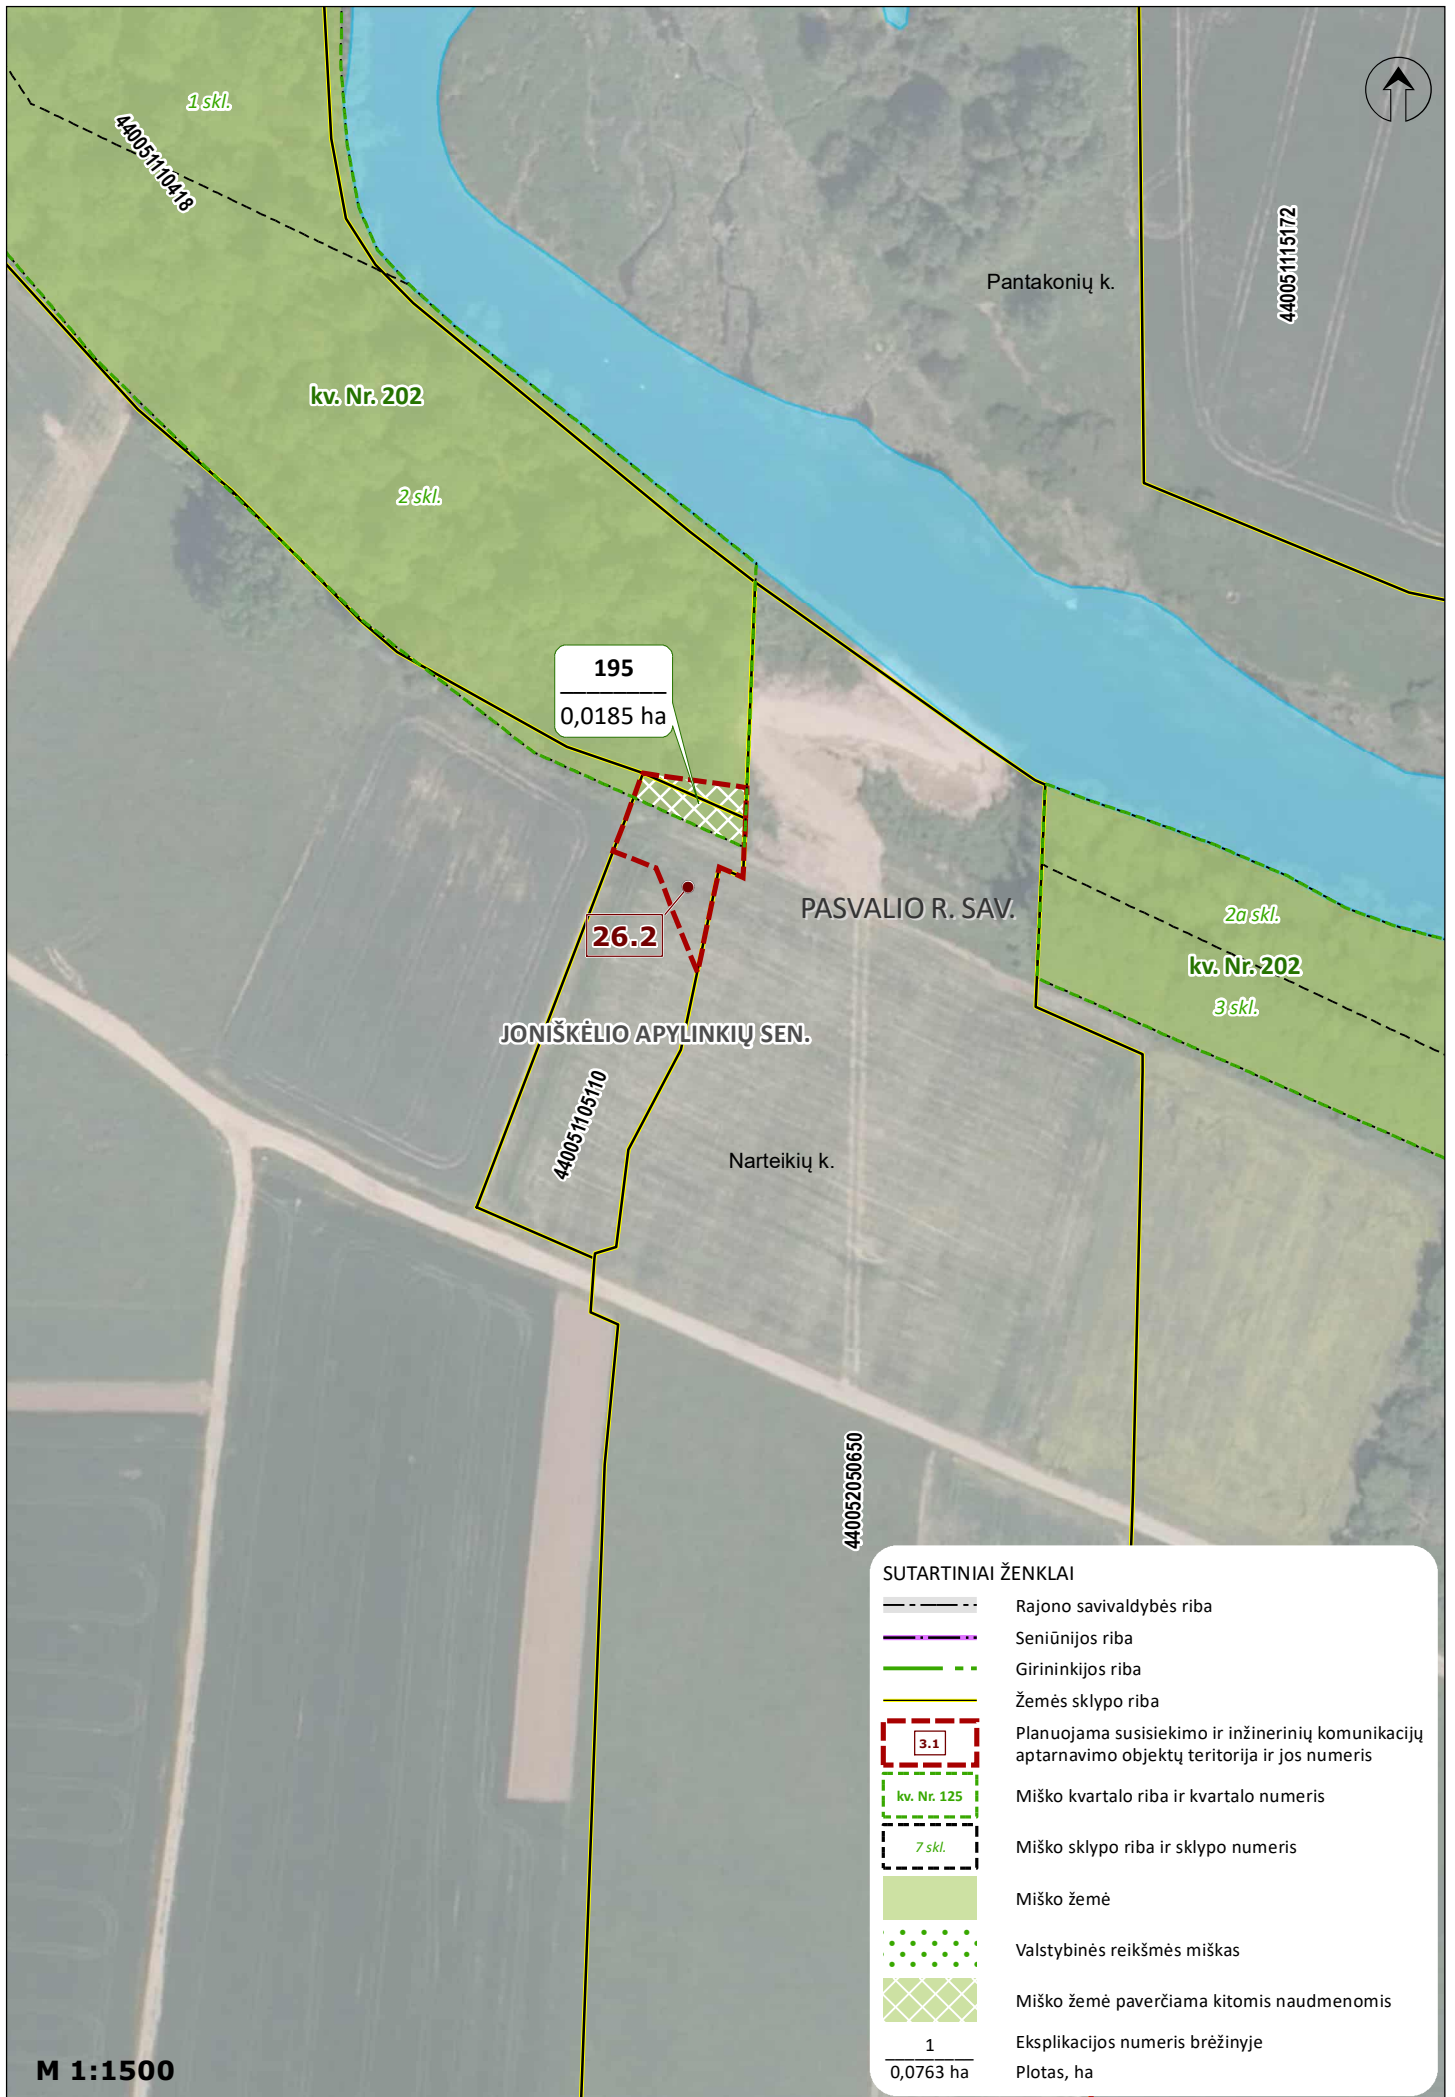 1 skl.
440051110418
440051115172
Pantakonių k.
kv. Nr. 202
2 skl.
195
0,0185 ha
PASVALIO R. SAV.
2a skl.
26.2
kv. Nr. 202
3 skl.
JONIŠKĖLIO APYLINKIŲ SEN.
440051105110
Narteikių k.
440052050650
SUTARTINIAI ŽENKLAI
Rajono savivaldybės riba
Seniūnijos riba
Girininkijos riba
Žemės sklypo riba
3.1
Planuojama susisiekimo ir inžinerinių komunikacijų
aptarnavimo objektų teritorija ir jos numeris
kv. Nr. 125
Miško kvartalo riba ir kvartalo numeris
7 skl.
Miško sklypo riba ir sklypo numeris
Miško žemė
Valstybinės reikšmės miškas
Miško žemė paverčiama kitomis naudmenomis
1
Eksplikacijos numeris brėžinyje
0,0763 ha
Plotas, ha
M 1:1500